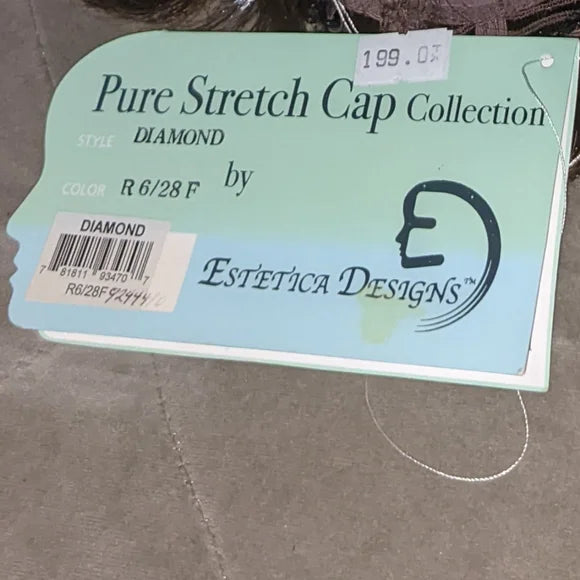 199.0
Pure Stretch Cap Collection
STYLE DIAMOND
COLOR R 6/28 F by
DIAMOND
7 81811 93470 7
R6/28F
ESTETICA DESIGNS™